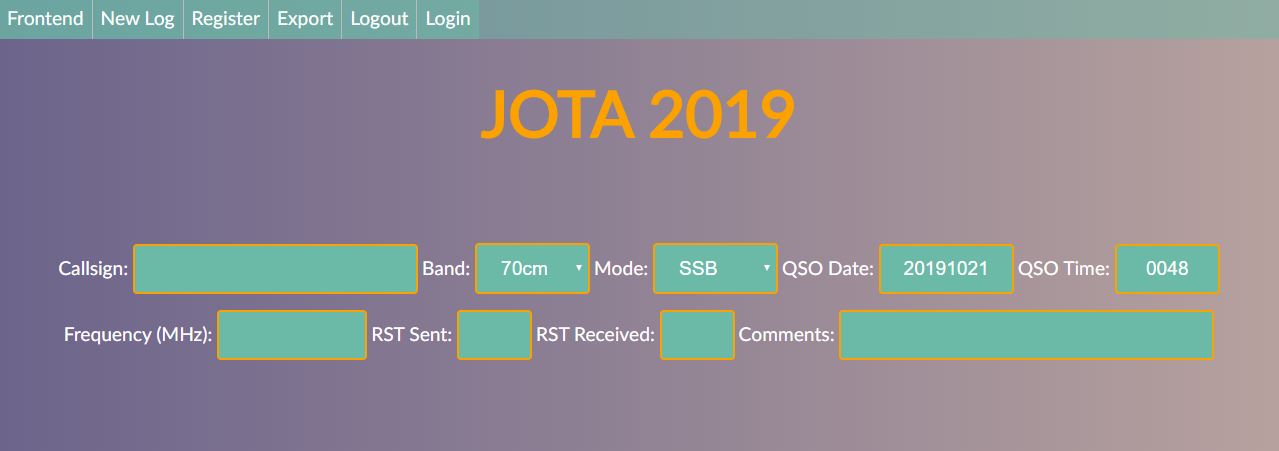 Frontend New Log Register Export Logout Login
JOTA 2019
Callsign: Band: 70cm Mode: SSB QSO Date: 20191021 QSO Time: 0048
Frequency (MHz): RST Sent: RST Received: Comments: